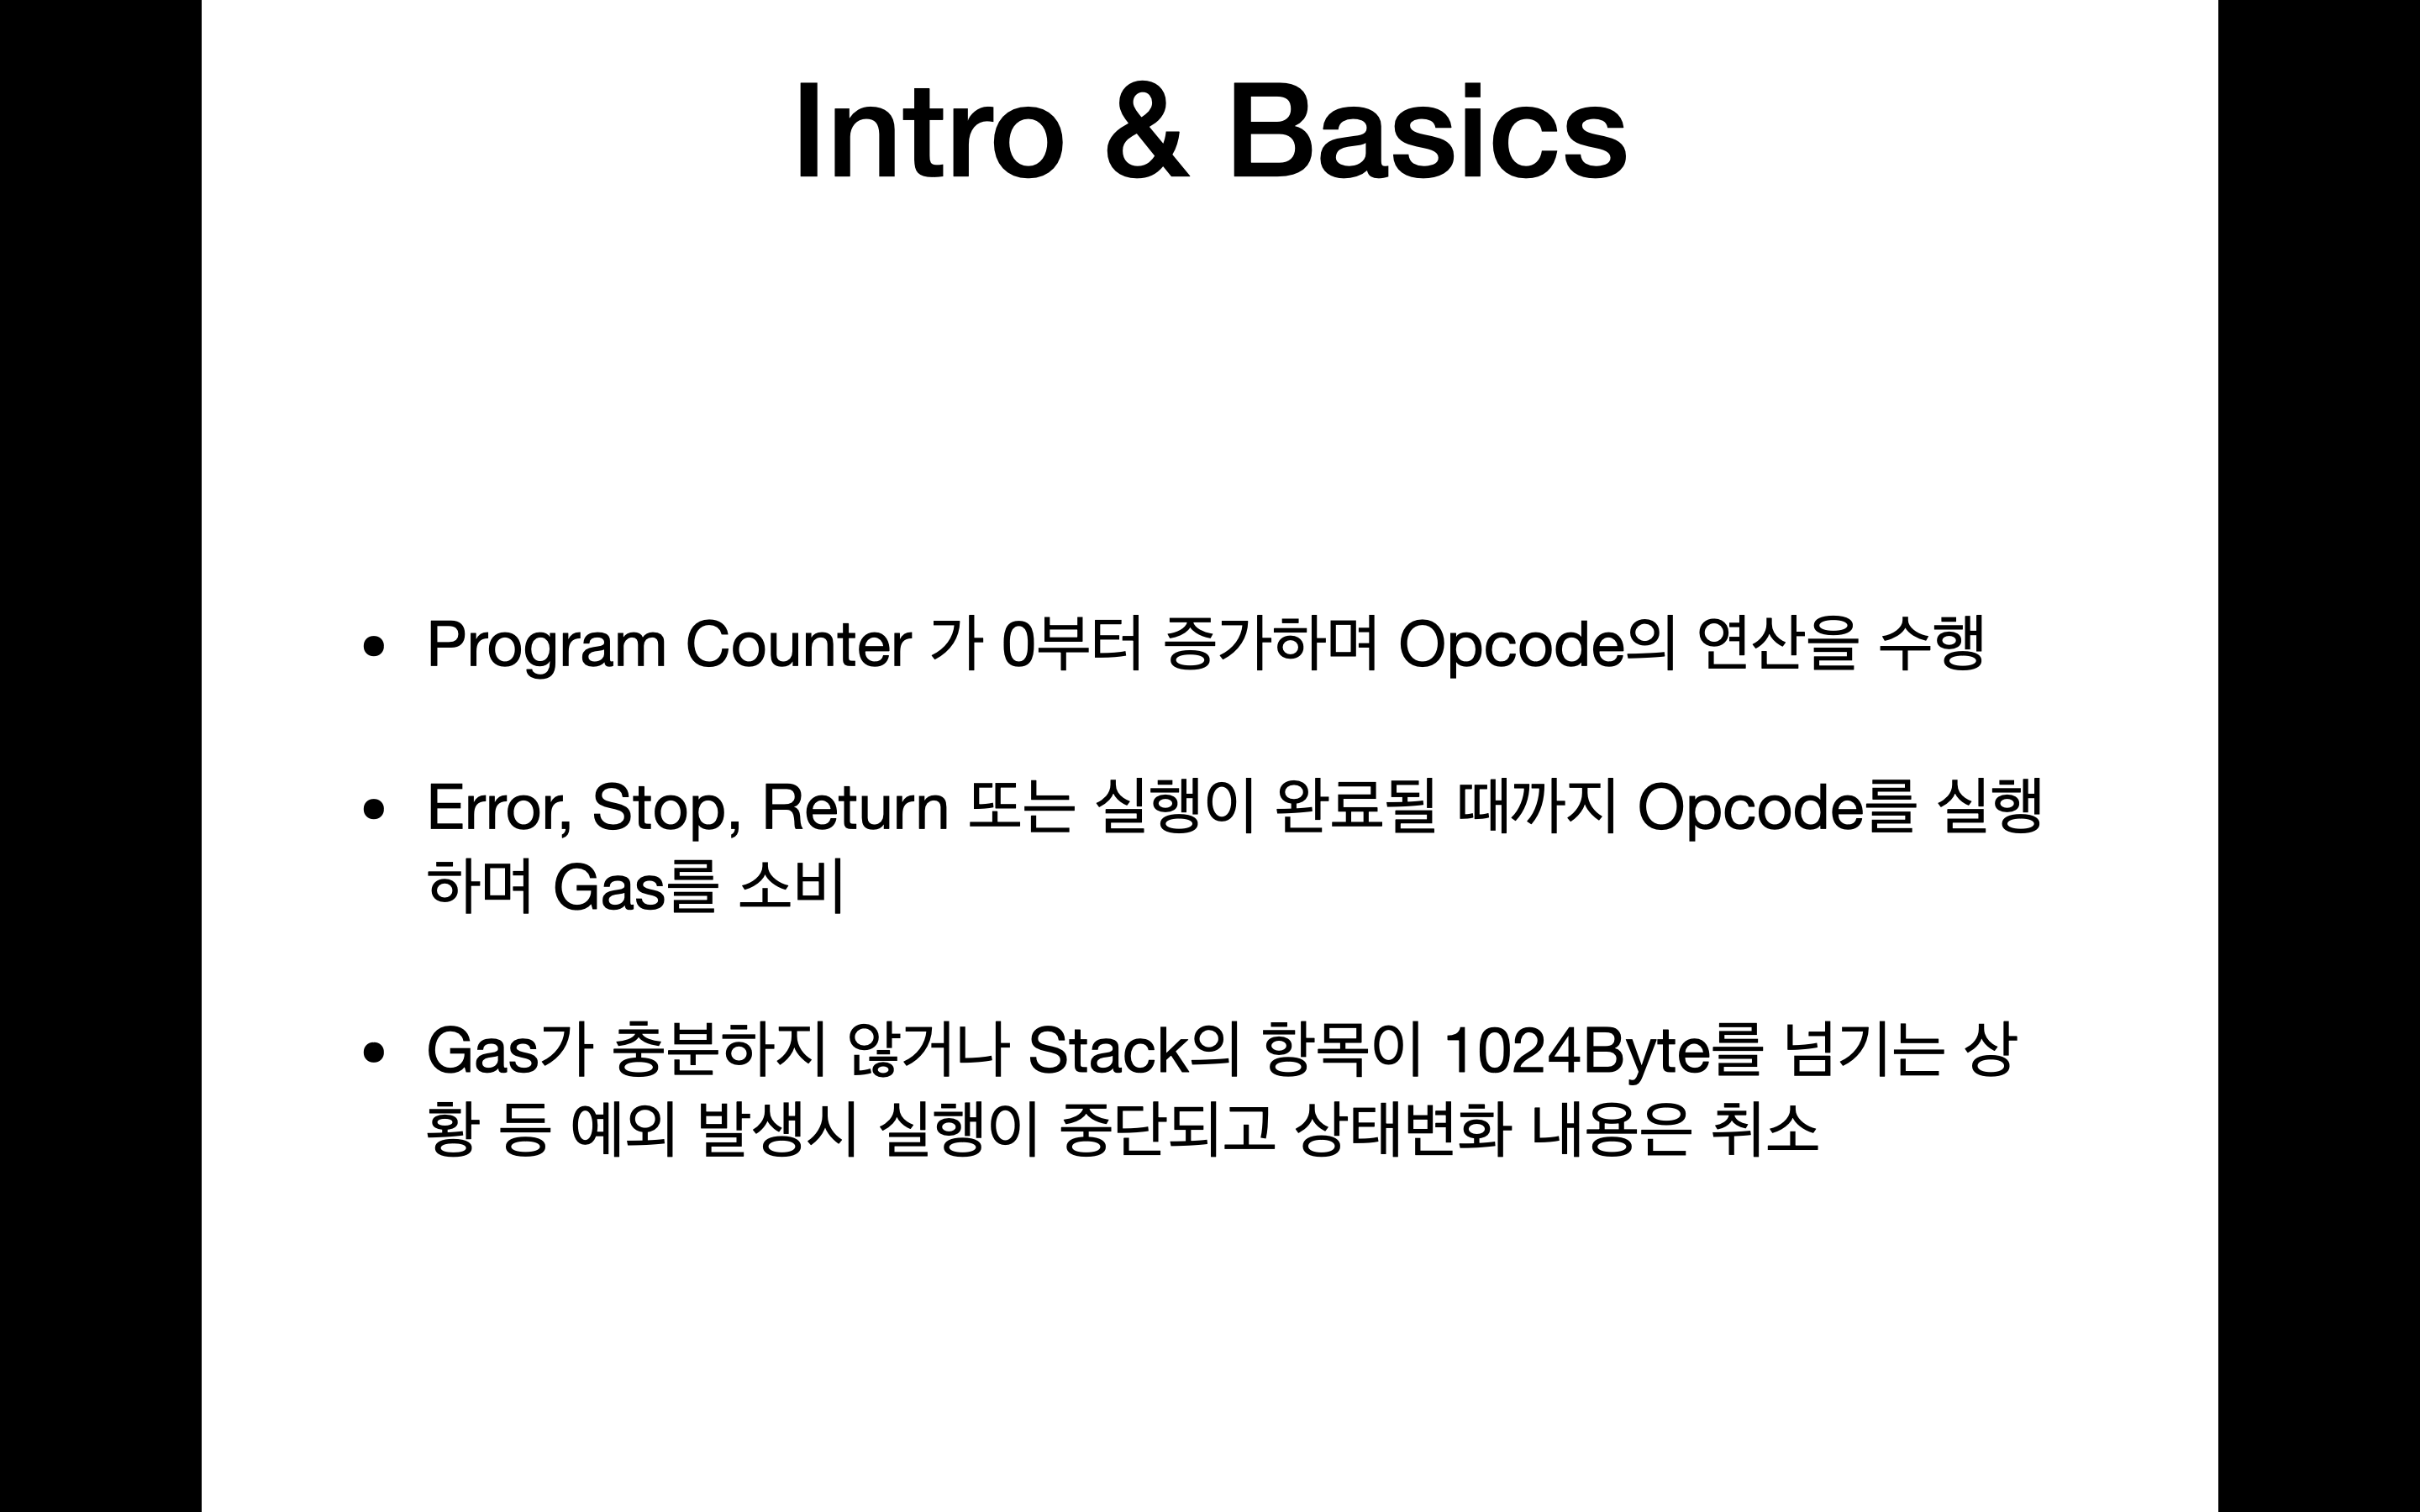 Intro & Basics
• Program Counter 가 0부터 증가하며 Opcode의 연산을 수행
• Error, Stop, Return 또는 실행이 완료될 때까지 Opcode를 실행
하며 Gas를 소비
• Gas가 충분하지 않거나 Stack의 항목이 1024Byte를 넘기는 상
황 등 예외 발생시 실행이 중단되고 상태변화 내용은 취소